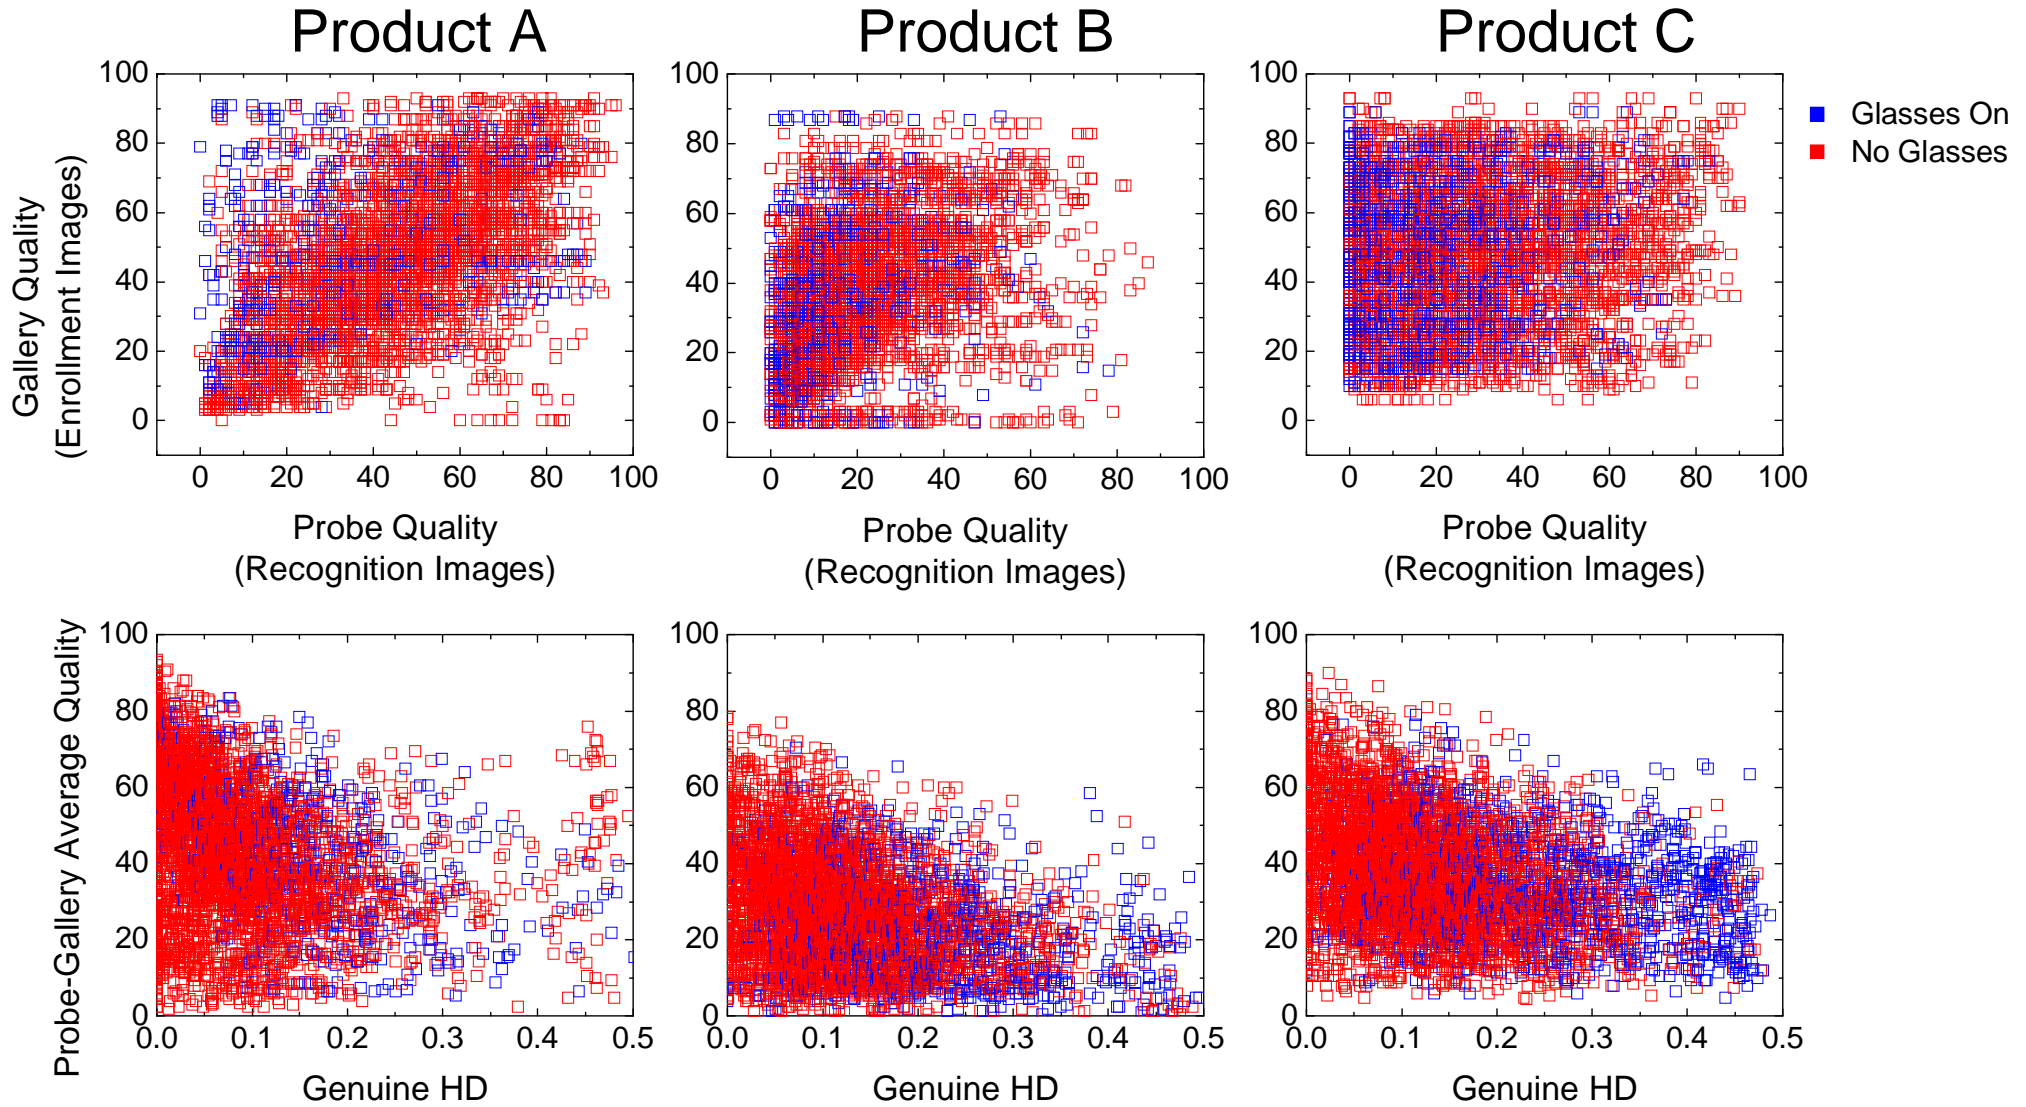 Product A
Product B
Product C
Gallery Quality
(Enrollment Images)
100
80
60
40
20
0
0 20 40 60 80 100
Probe Quality
(Recognition Images)
100
80
60
40
20
0
0 20 40 60 80 100
Probe Quality
(Recognition Images)
100
80
60
40
20
0
0 20 40 60 80 100
Probe Quality
(Recognition Images)
Glasses On
No Glasses
Probe-Gallery Average Quality
100
80
60
40
20
0
0.0 0.1 0.2 0.3 0.4 0.5
Genuine HD
100
80
60
40
20
0
0.0 0.1 0.2 0.3 0.4 0.5
Genuine HD
100
80
60
40
20
0
0.0 0.1 0.2 0.3 0.4 0.5
Genuine HD